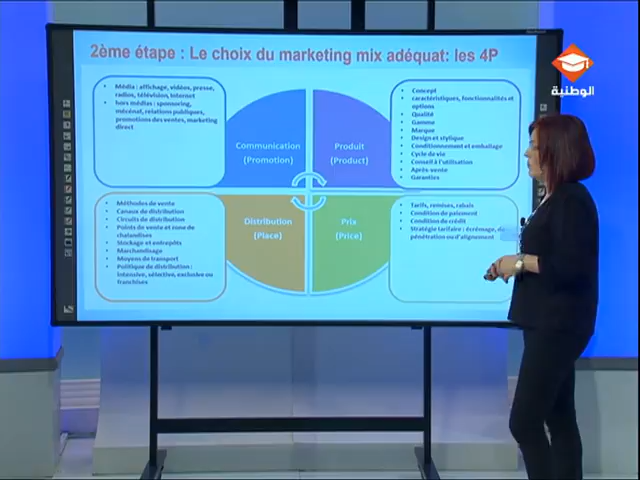 2ème étape : Le choix du marketing mix adéquat: les 4P
الوطنية
Média : affichage, vidéos, presse,
radios, télévision, internet
hors médias : sponsoring,
mécénat, relations publiques,
promotions des ventes, marketing
direct
Communication
(Promotion)
Produit
(Product)
Concept
caractéristiques, fonctionnalités et
options
Qualité
Gamme
Marque
Design et stylique
Conditionnement et emballage
Cycle de vie
Conseil à l'utilisation
Après-vente
Garanties
Méthodes de vente
Canaux de distribution
Circuits de distribution
Points de vente et zone de
chalandises
Stockage et entrepôts
Marchandisage
Moyens de transport
Politique de distribution :
intensive, sélective, exclusive ou
franchises
Distribution
(Place)
Prix
(Price)
Tarifs, remises, rabais
Condition de paiement
Condition de crédit
Stratégie tarifaire : écrémage, de
pénétration ou d'alignement